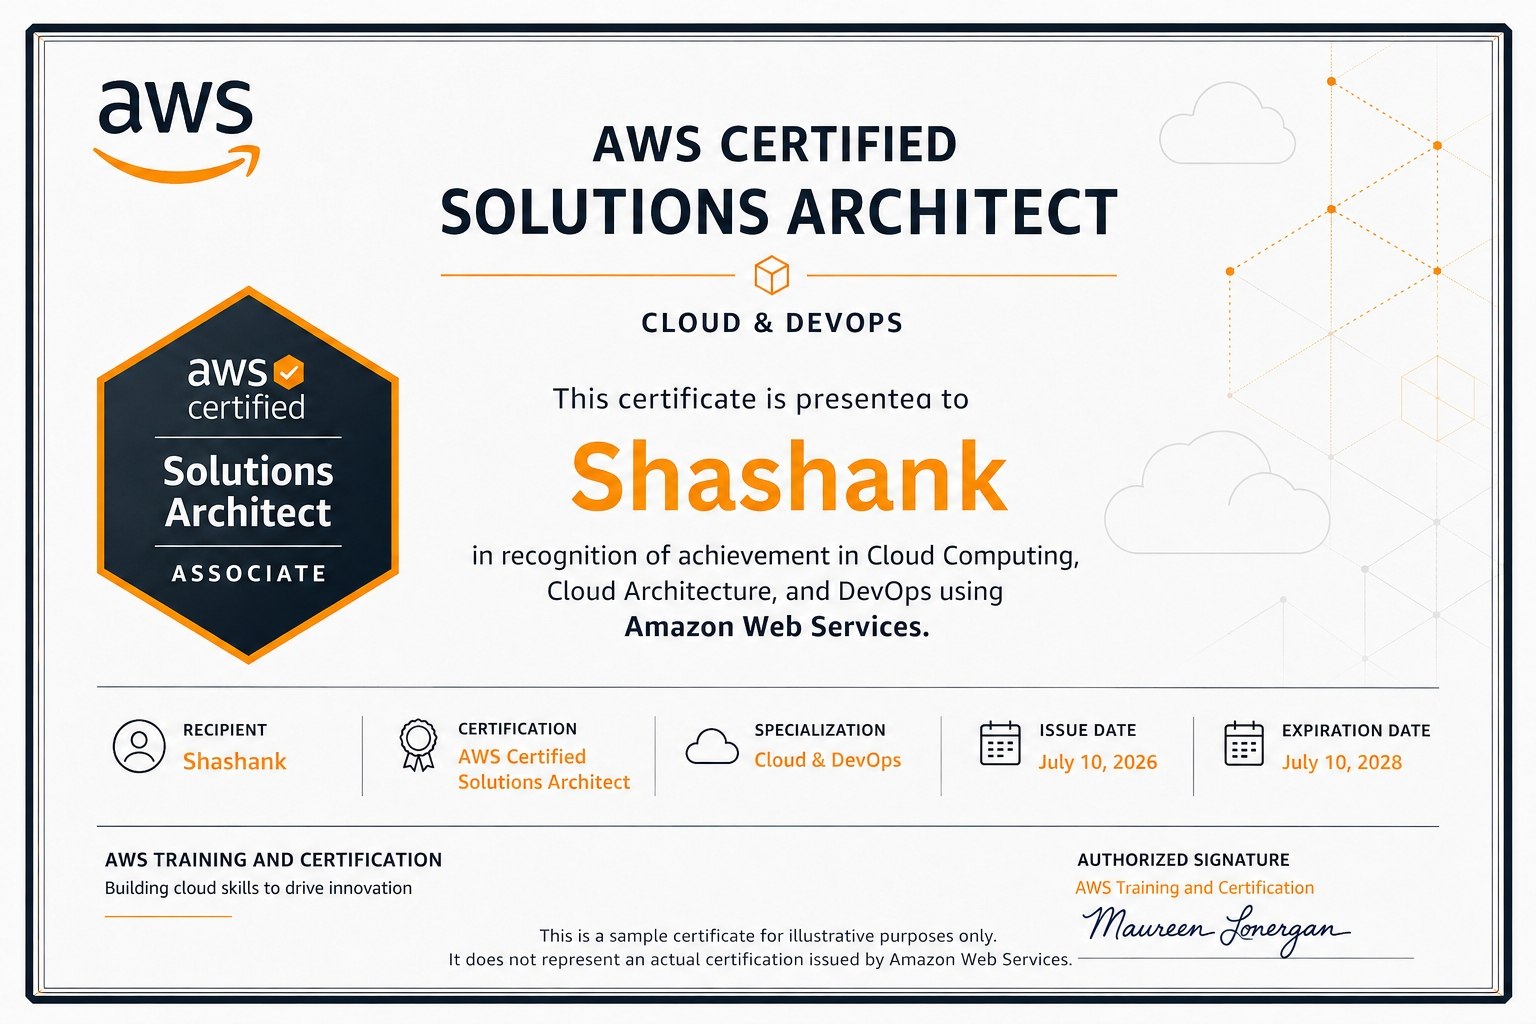 aws
AWS CERTIFIED
SOLUTIONS ARCHITECT
CLOUD & DEVOPS
aws
certified
Solutions
Architect
ASSOCIATE
This certificate is presented to
Shashank
in recognition of achievement in Cloud Computing,
Cloud Architecture, and DevOps using
Amazon Web Services.
RECIPIENT
Shashank
CERTIFICATION
AWS Certified
Solutions Architect
SPECIALIZATION
Cloud & DevOps
ISSUE DATE
July 10, 2026
EXPIRATION DATE
July 10, 2028
AWS TRAINING AND CERTIFICATION
Building cloud skills to drive innovation
AUTHORIZED SIGNATURE
AWS Training and Certification
Maureen Lonergan
This is a sample certificate for illustrative purposes only.
It does not represent an actual certification issued by Amazon Web Services.